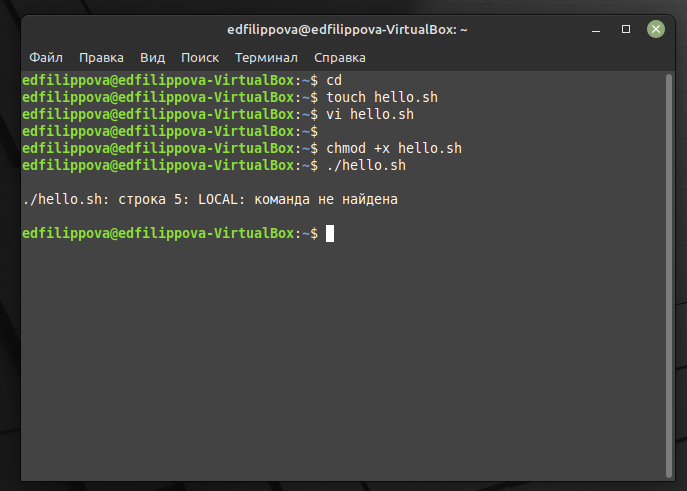 edfilippova@edfilippova-VirtualBox: ~
Файл Правка Вид Поиск Терминал Справка
edfilippova@edfilippova-VirtualBox:~$ cd
edfilippova@edfilippova-VirtualBox:~$ touch hello.sh
edfilippova@edfilippova-VirtualBox:~$ vi hello.sh
edfilippova@edfilippova-VirtualBox:~$
edfilippova@edfilippova-VirtualBox:~$ chmod +x hello.sh
edfilippova@edfilippova-VirtualBox:~$ ./hello.sh
./hello.sh: строка 5: LOCAL: команда не найдена
edfilippova@edfilippova-VirtualBox:~$